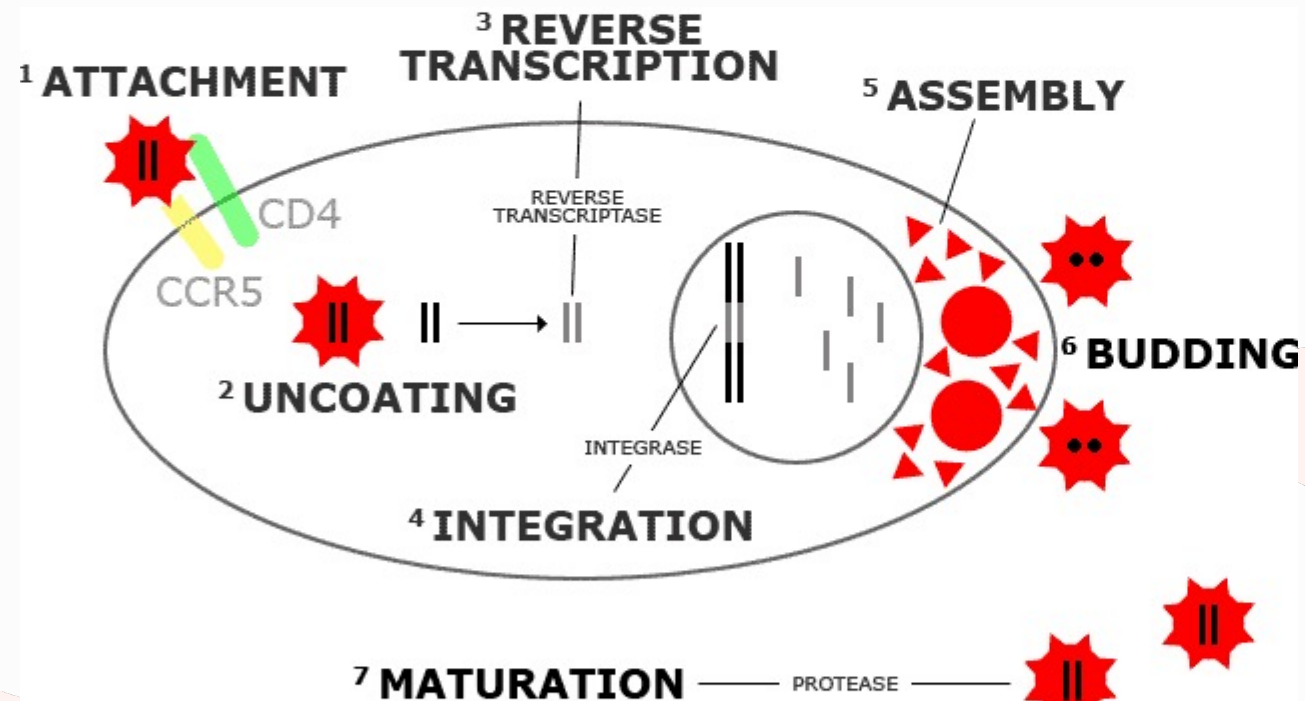 1 ATTACHMENT
3 REVERSE
TRANSCRIPTION
5 ASSEMBLY
REVERSE
TRANSCRIPTASE
CD4
CCR5
2 UNCOATING
6 BUDDING
INTEGRASE
4 INTEGRATION
7 MATURATION
PROTEASE